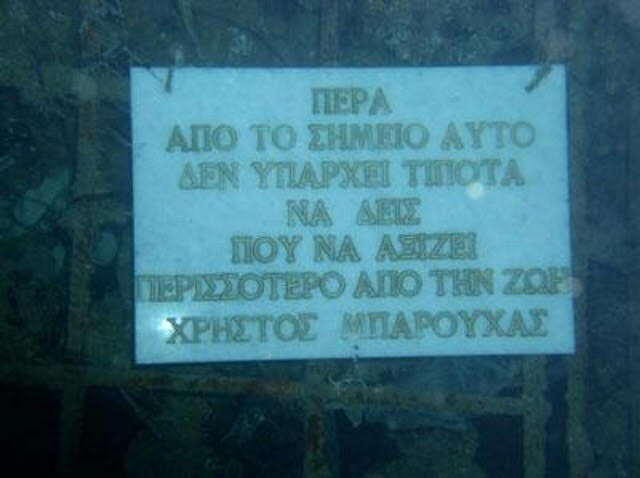 ΠΕΡΑ
ΑΠΟ ΤΟ ΣΗΜΕΙΟ ΑΥΤΟ
ΔΕΝ ΥΠΑΡΧΕΙ ΤΙΠΟΤΑ
ΝΑ ΔΕΙΣ
ΠΟΥ ΝΑ ΑΞΙΖΕΙ
ΠΕΡΙΣΣΟΤΕΡΟ ΑΠΟ ΤΗΝ ΖΩΗ
ΧΡΗΣΤΟΣ ΜΠΑΡΟΥΧΑΣ